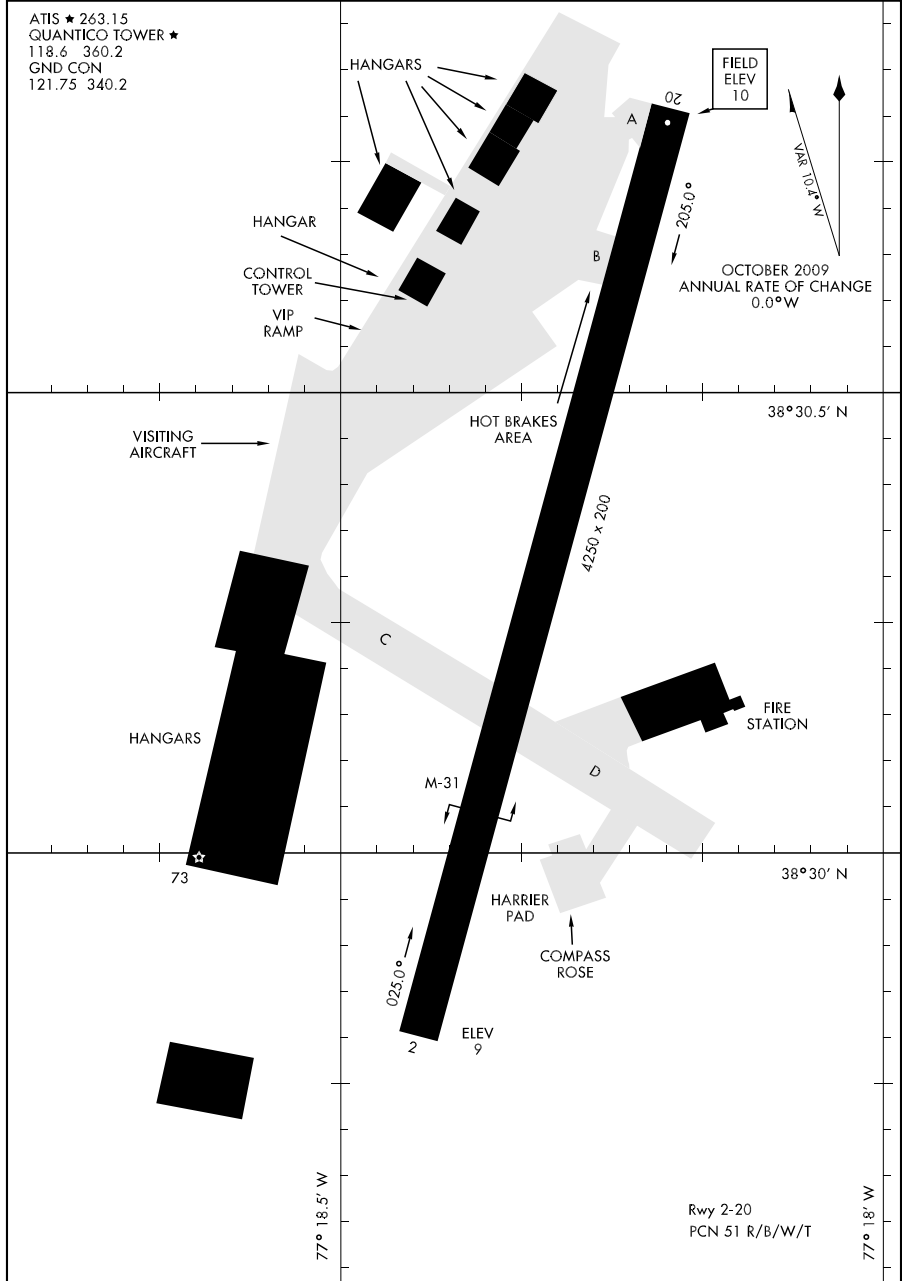 ATIS ★ 263.15
QUANTICO TOWER ★
118.6 360.2
GND CON
121.75 340.2
HANGARS
FIELD
ELEV
10
20
A
VAR 10.4° W
205.0°
HANGAR
B
CONTROL
TOWER
OCTOBER 2009
ANNUAL RATE OF CHANGE
0.0° W
VIP
RAMP
38° 30.5' N
HOT BRAKES
AREA
VISITING
AIRCRAFT
4250 x 200
C
FIRE
STATION
HANGARS
D
M-31
73
38° 30' N
HARRIER
PAD
COMPASS
ROSE
025.0°
ELEV
9
2
77° 18.5' W
77° 18' W
Rwy 2-20
PCN 51 R/B/W/T